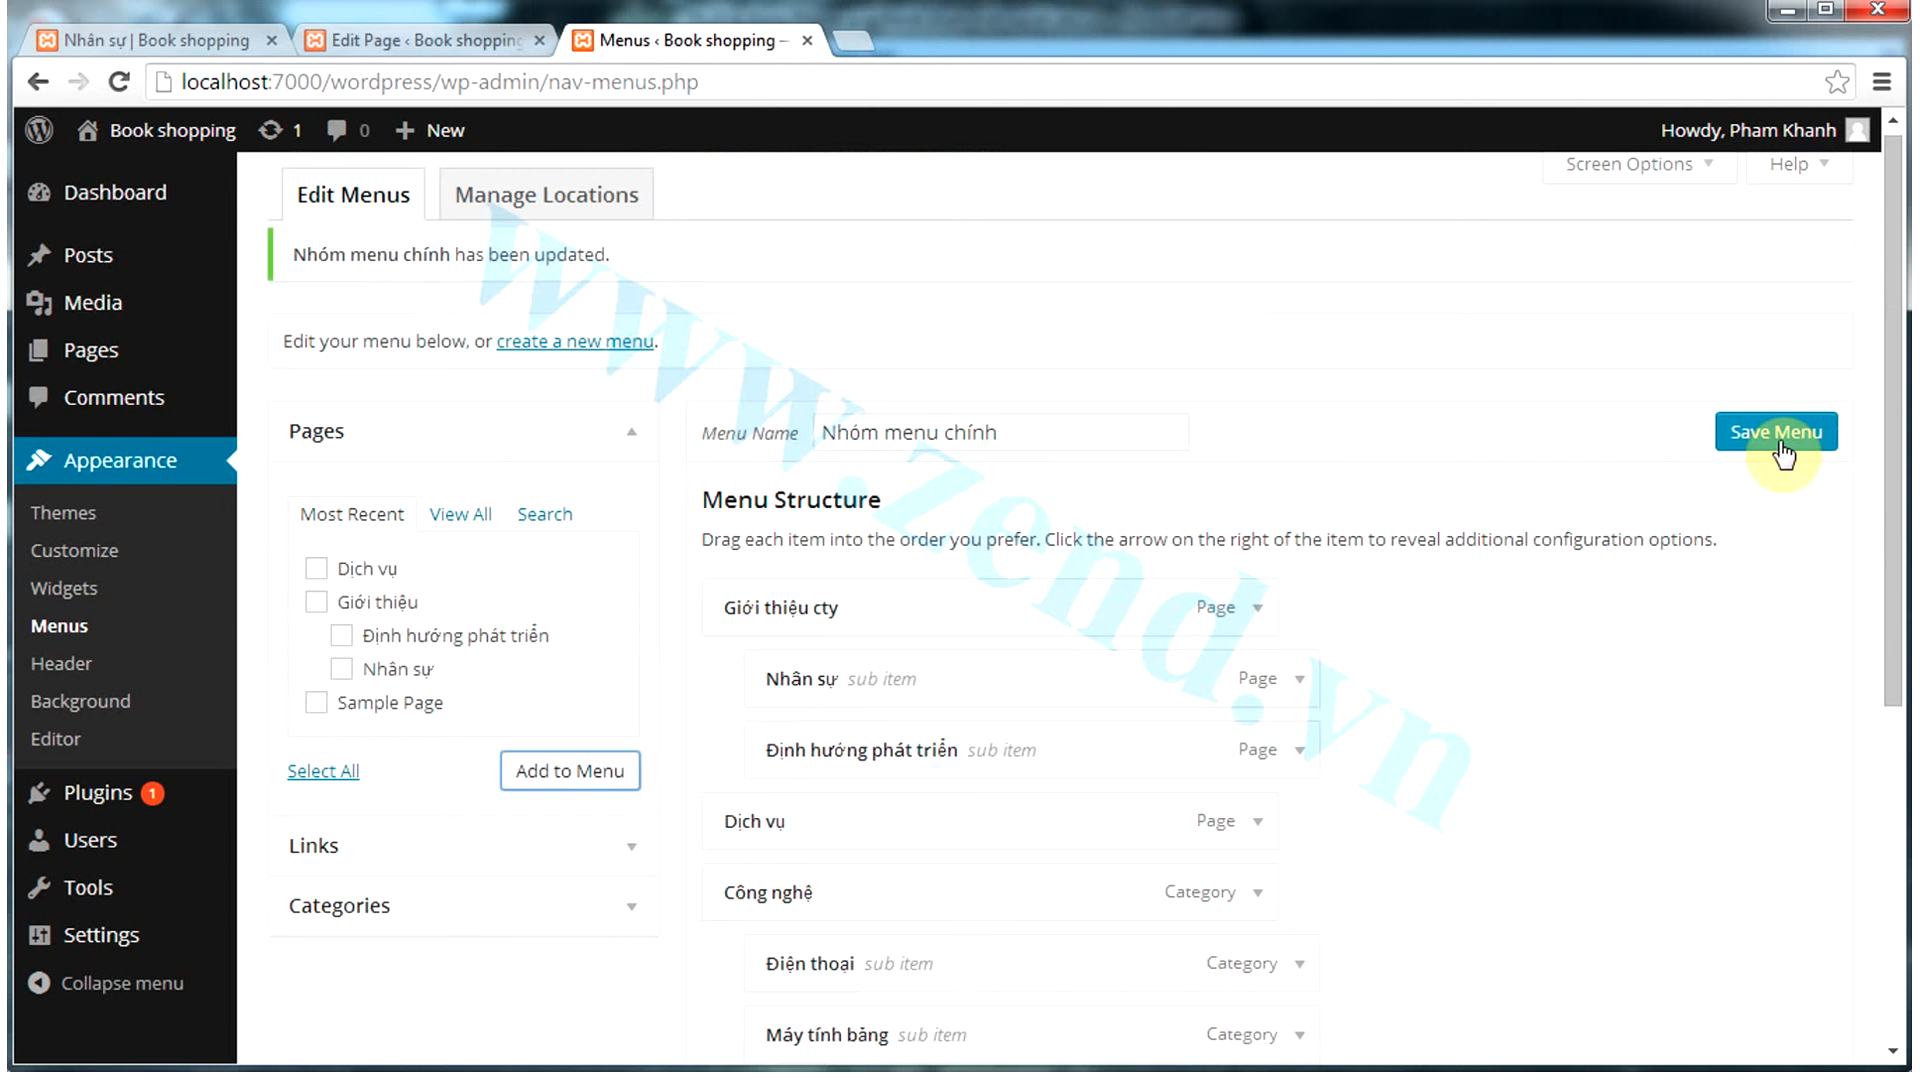 Nhân sự | Book shopping
Edit Page ‹ Book shopping
Menus ‹ Book shopping —
localhost:7000/wordpress/wp-admin/nav-menus.php
Book shopping
1
0
New
Howdy, Pham Khanh
Dashboard
Posts
Media
Pages
Comments
Appearance
Themes
Customize
Widgets
Menus
Header
Background
Editor
Plugins 1
Users
Tools
Settings
Collapse menu
Screen Options
Help
Edit Menus
Manage Locations
Nhóm menu chính has been updated.
Edit your menu below, or create a new menu.
Pages
Most Recent
View All
Search
Dịch vụ
Giới thiệu
Định hướng phát triển
Nhân sự
Sample Page
Select All
Add to Menu
Links
Categories
Menu Name
Nhóm menu chính
Save Menu
Menu Structure
Drag each item into the order you prefer. Click the arrow on the right of the item to reveal additional configuration options.
Giới thiệu cty Page
Nhân sự sub item Page
Định hướng phát triển sub item Page
Dịch vụ Page
Công nghệ Category
Điện thoại sub item Category
Máy tính bảng sub item Category
www.zend.vn